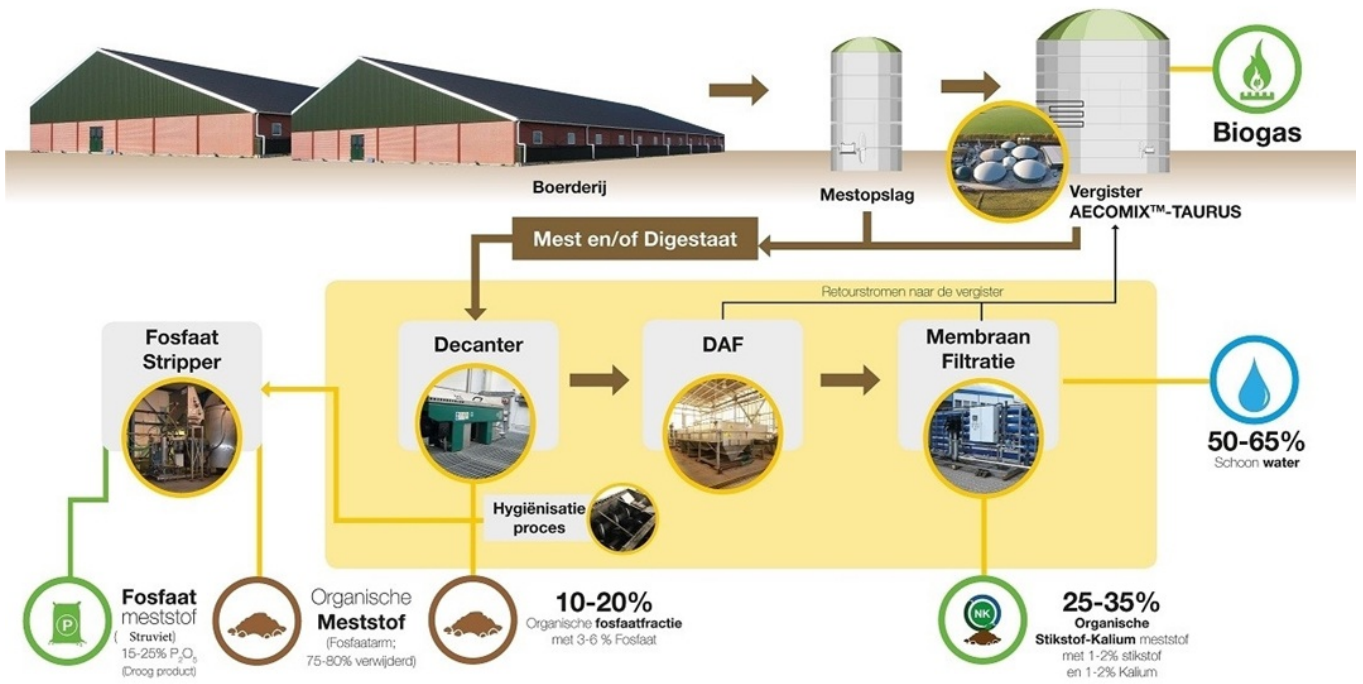 Biogas
Boerderij
Mestopslag
Vergister
AECOMIX™-TAURUS
Mest en/of Digestaat
Retourstromen naar de vergister
Fosfaat
Stripper
Decanter
DAF
Membraan
Filtratie
50-65%
Schoon water
Hygiënisatie
proces
P
Fosfaat
meststof
( Struviet)
15-25% P₂O₅
(Droog product)
Organische
Meststof
(Fosfaatarm;
75-80% verwijderd)
10-20%
Organische fosfaatfractie
met 3-6 % Fosfaat
NK
25-35%
Organische
Stikstof-Kalium meststof
met 1-2% stikstof
en 1-2% Kalium